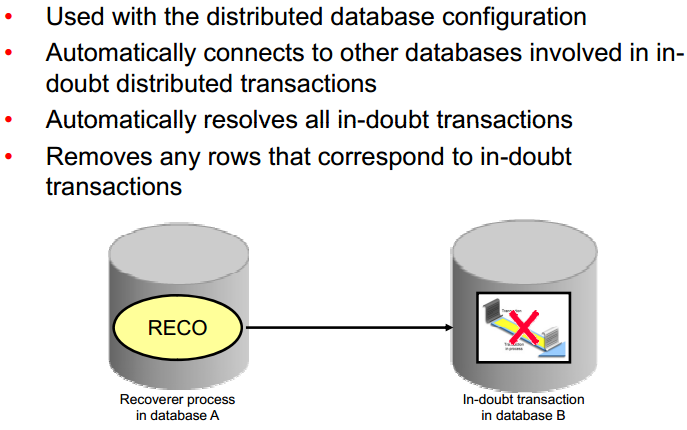 • Used with the distributed database configuration
• Automatically connects to other databases involved in in-
doubt distributed transactions
• Automatically resolves all in-doubt transactions
• Removes any rows that correspond to in-doubt
transactions
RECO
Recoverer process
in database A
In-doubt transaction
in database B